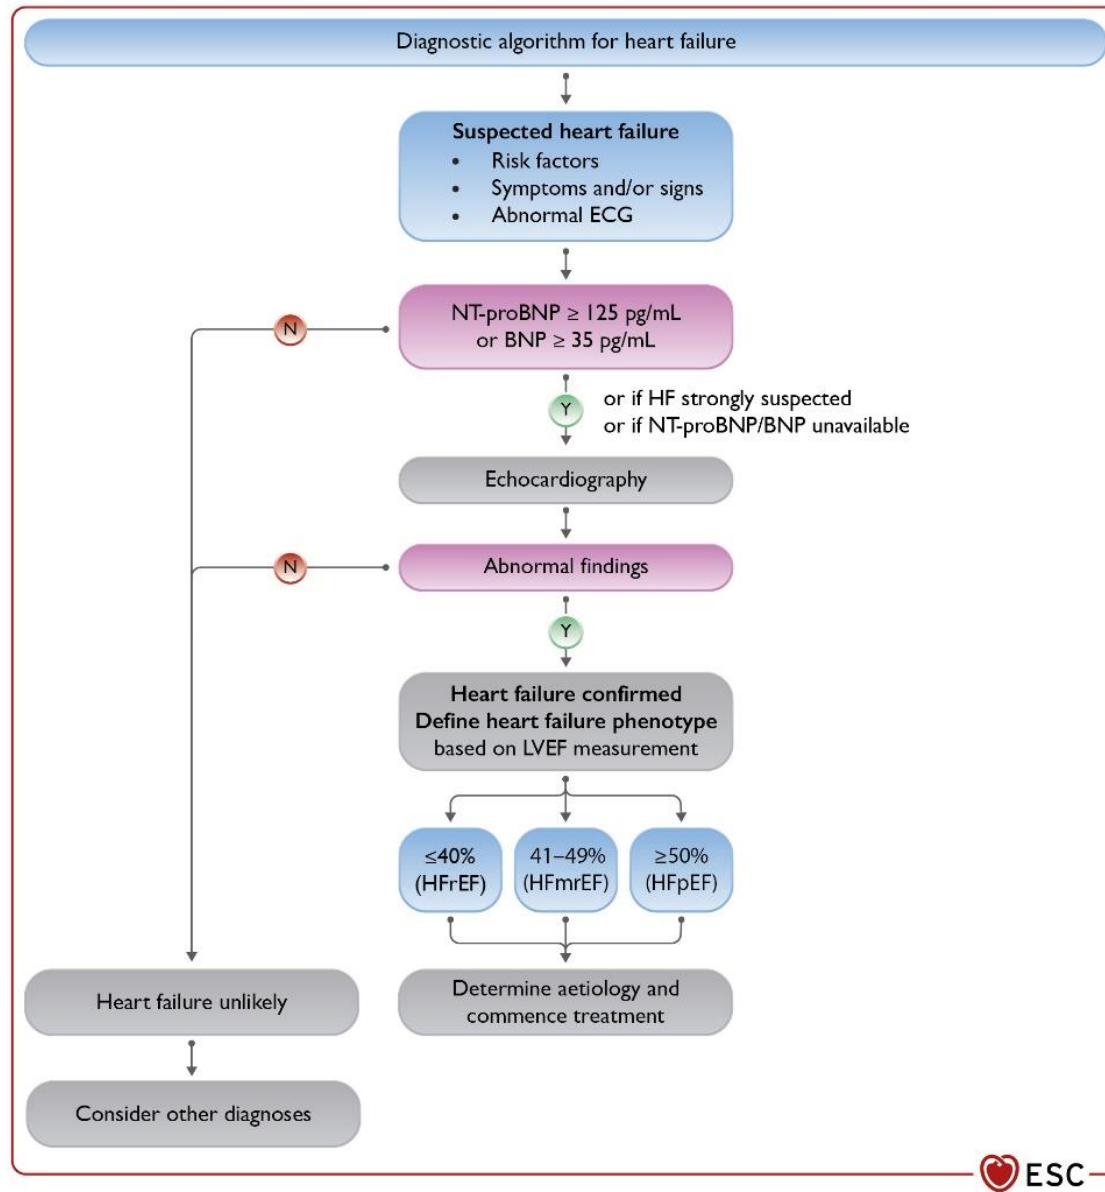 Diagnostic algorithm for heart failure
Suspected heart failure
• Risk factors
• Symptoms and/or signs
• Abnormal ECG
NT-proBNP ≥ 125 pg/mL
or BNP ≥ 35 pg/mL
N
Y
or if HF strongly suspected
or if NT-proBNP/BNP unavailable
Echocardiography
Abnormal findings
N
Y
Heart failure confirmed
Define heart failure phenotype
based on LVEF measurement
≤40%
(HFrEF)
41–49%
(HFmrEF)
≥50%
(HFpEF)
Heart failure unlikely
Determine aetiology and
commence treatment
Consider other diagnoses
ESC